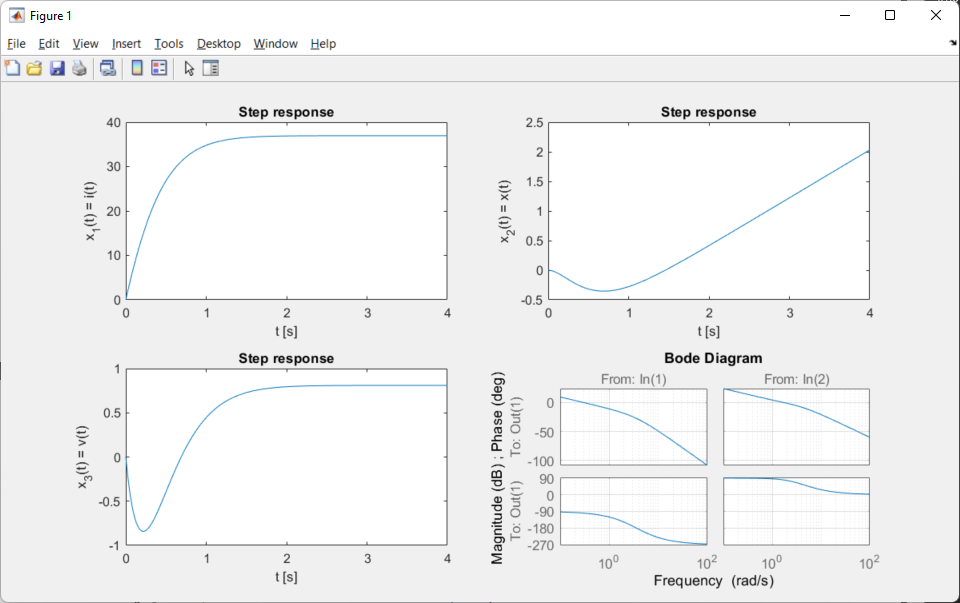 Figure 1
File Edit View Insert Tools Desktop Window Help
Step response
40
30
20
10
0
x1(t) = i(t)
0 1 2 3 4
t [s]
Step response
2.5
2
1.5
1
0.5
0
-0.5
x2(t) = x(t)
0 1 2 3 4
t [s]
Step response
1
0.5
0
-0.5
-1
x3(t) = v(t)
0 1 2 3 4
t [s]
Bode Diagram
From: In(1) From: In(2)
Magnitude (dB) ; Phase (deg)
To: Out(1)
0
-50
-100
To: Out(1)
90
0
-90
-180
-270
10^0 10^2 10^0 10^2
Frequency (rad/s)